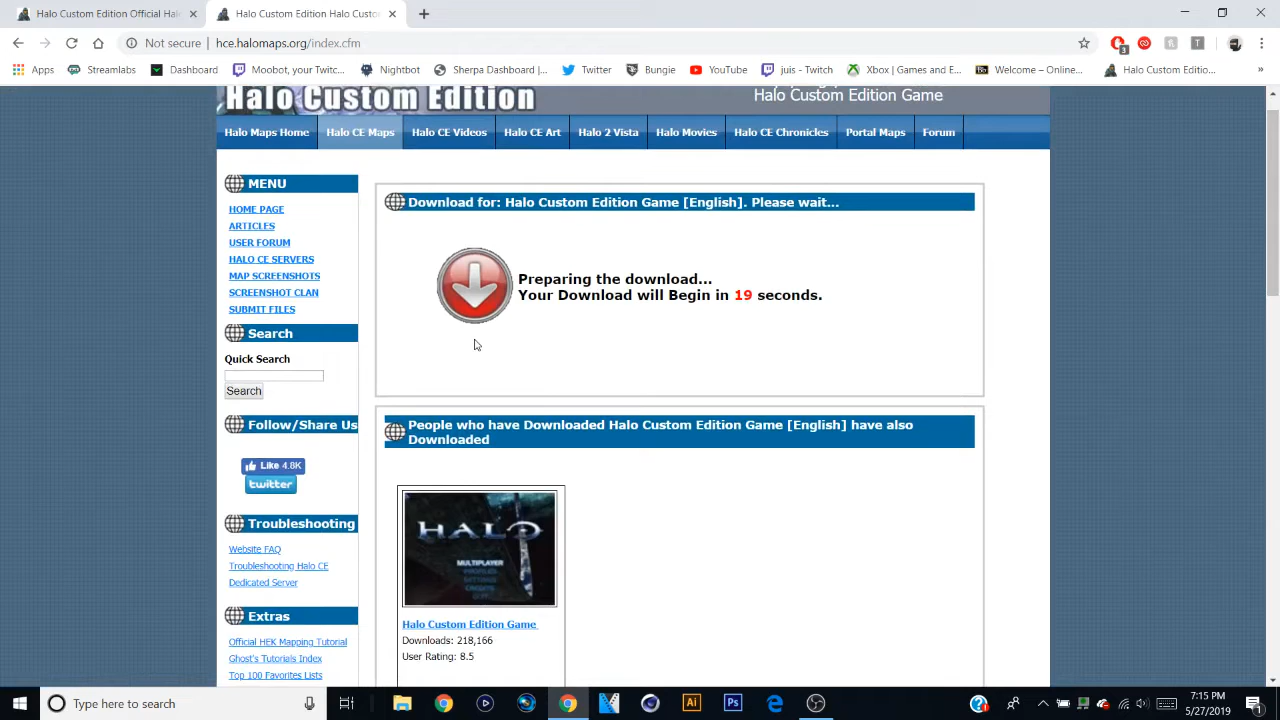 Halo Custom Edition Official Halo
Halo Custom Edition Halo Custo
Not secure | hce.halomaps.org/index.cfm
3
Apps
Streamlabs
Dashboard
Moobot, your Twitc...
Nightbot
Sherpa Dashboard |...
Twitter
Bungie
YouTube
juis - Twitch
Xbox | Games and E...
Welcome – Online...
Halo Custom Editio...
»
Halo Custom Edition
Halo Custom Edition Game
Halo Maps Home
Halo CE Maps
Halo CE Videos
Halo CE Art
Halo 2 Vista
Halo Movies
Halo CE Chronicles
Portal Maps
Forum
MENU
HOME PAGE
ARTICLES
USER FORUM
HALO CE SERVERS
MAP SCREENSHOTS
SCREENSHOT CLAN
SUBMIT FILES
Search
Quick Search
Search
Follow/Share Us
Like 4.8K
twitter
Troubleshooting
Website FAQ
Troubleshooting Halo CE
Dedicated Server
Extras
Official HEK Mapping Tutorial
Ghost's Tutorials Index
Top 100 Favorites Lists
Download for: Halo Custom Edition Game [English]. Please wait...
Preparing the download...
Your Download will Begin in 19 seconds.
People who have Downloaded Halo Custom Edition Game [English] have also
Downloaded
HALO
MULTIPLAYER
PROFILES
SETTINGS
Halo Custom Edition Game
Downloads: 218,166
User Rating: 8.5
Type here to search
Ai
Ps
7:15 PM
5/27/2019